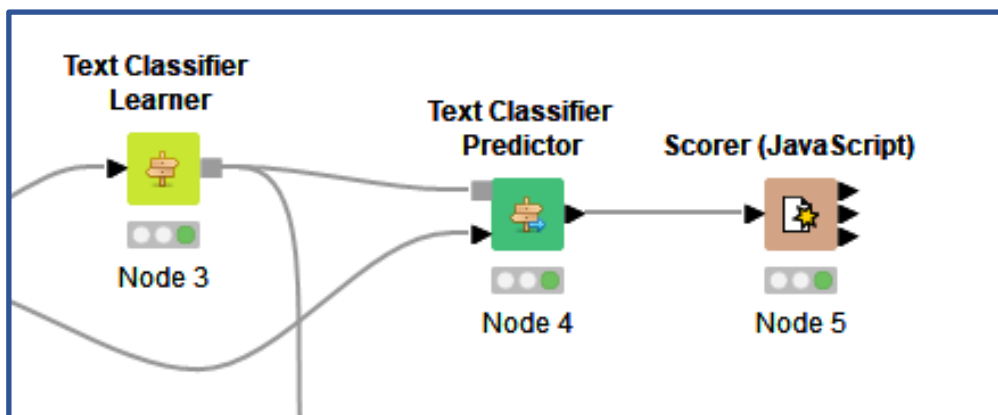 Text Classifier
Learner
Node 3
Text Classifier
Predictor
Node 4
Scorer (JavaScript)
Node 5